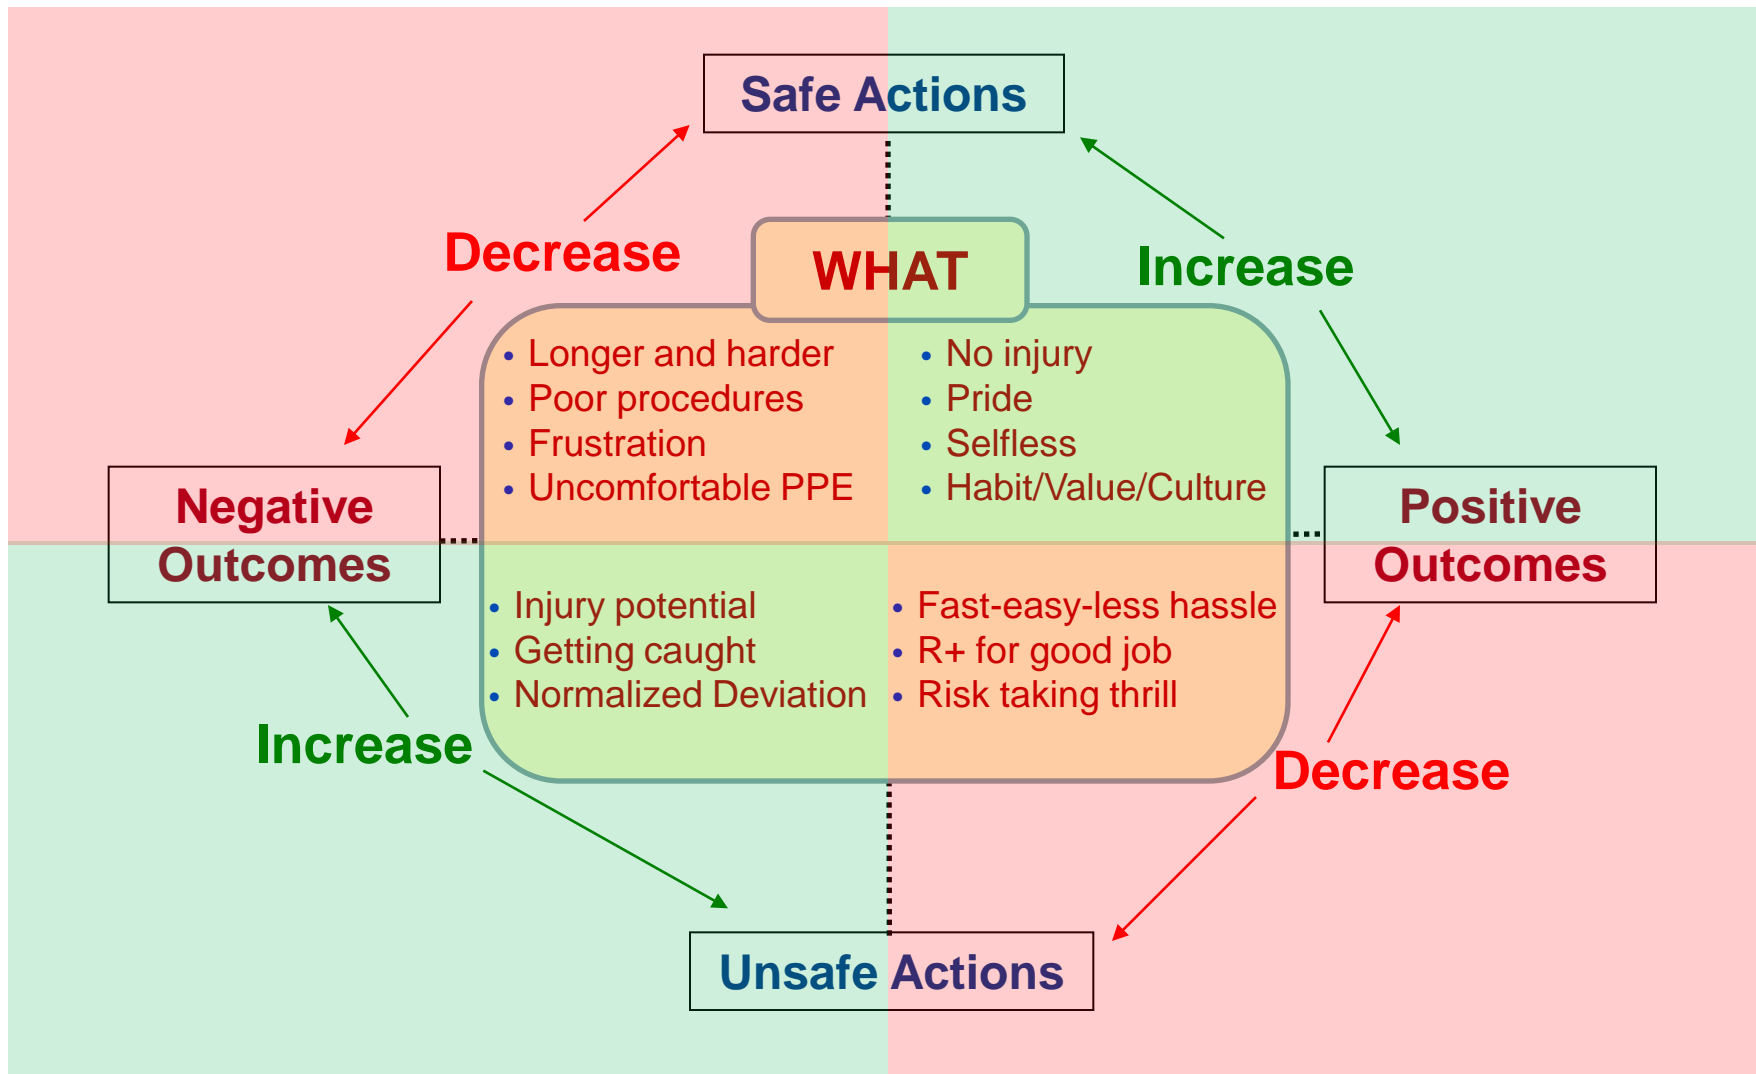 Safe Actions
Decrease
WHAT
Increase
• Longer and harder
• Poor procedures
• Frustration
• Uncomfortable PPE
• No injury
• Pride
• Selfless
• Habit/Value/Culture
Negative
Outcomes
Positive
Outcomes
• Injury potential
• Getting caught
• Normalized Deviation
• Fast-easy-less hassle
• R+ for good job
• Risk taking thrill
Increase
Decrease
Unsafe Actions